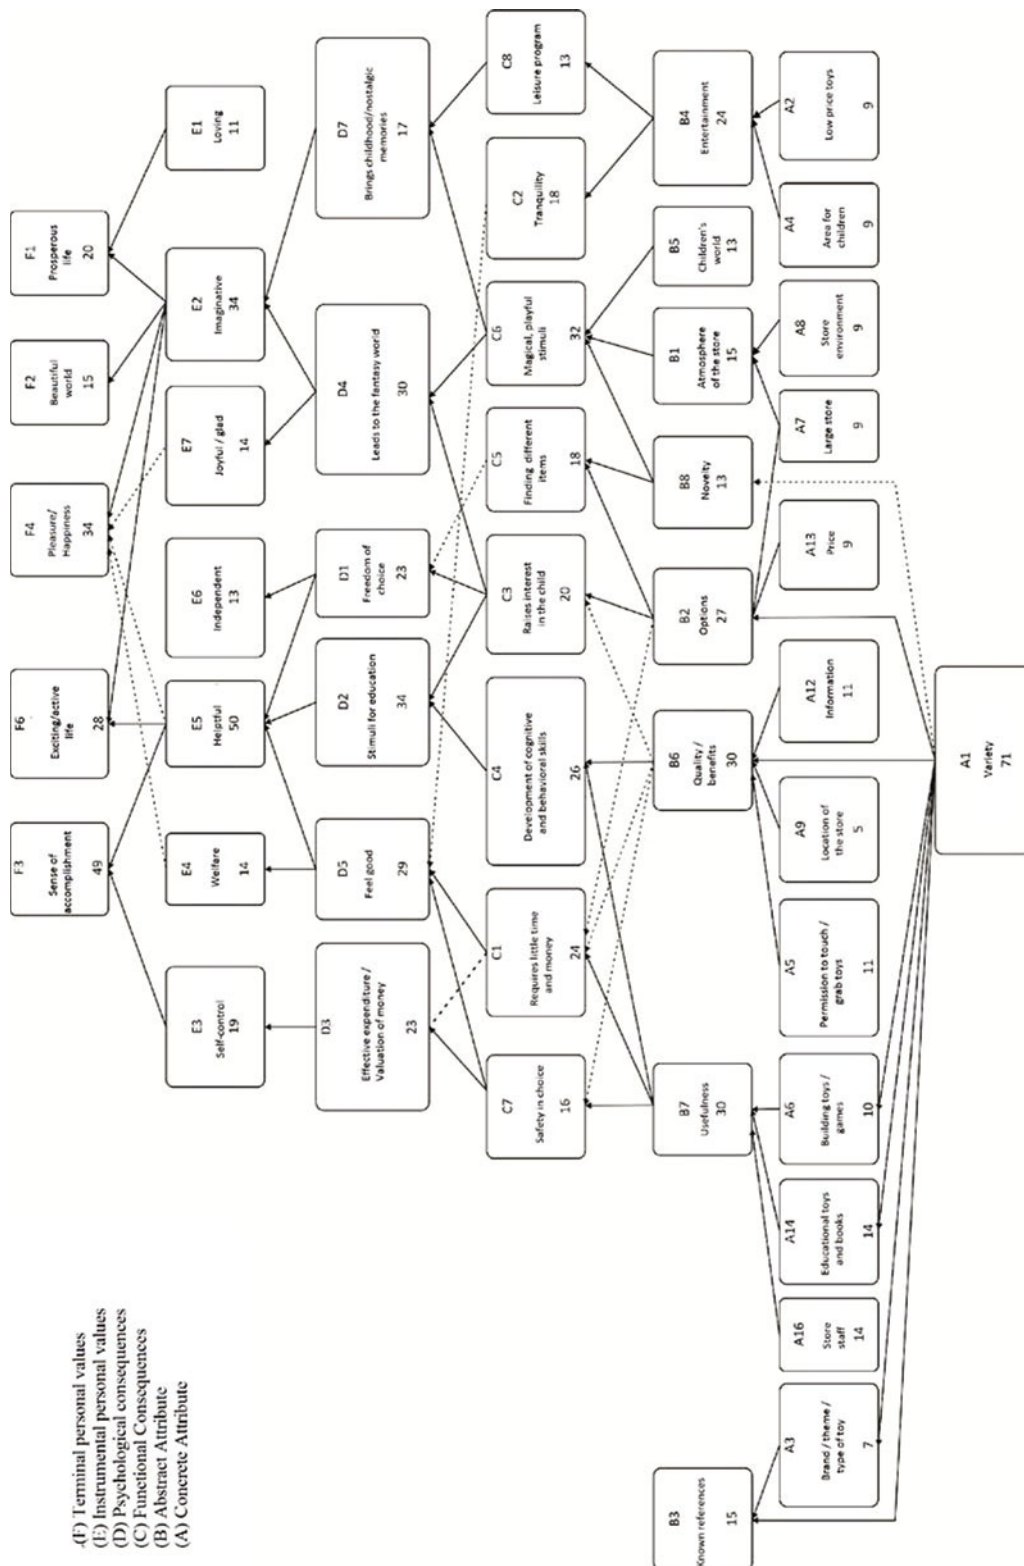 .(F) Terminal personal values
(E) Instrumental personal values
(D) Psychological consequences
(C) Functional Consequences
(B) Abstract Attribute
(A) Concrete Attribute
F3
Sense of
accomplishment
49
F6
Exciting/active
life
28
F4
Pleasure/
Happiness
34
F2
Beautiful
world
15
F1
Prosperous
life
20
E3
Self-control
19
E4
Welfare
14
E5
Helptful
50
E6
Independent
13
E7
Joyful / glad
14
E2
Imaginative
34
E1
Loving
11
D3
Effective expenditure /
Valuation of money
23
D5
Feel good
29
D2
Stimuli for education
34
D1
Freedom of
choice
23
D4
Leads to the fantasy world
30
D7
Brings childhood/nostalgic
memories
17
C7
Safety in choice
16
C1
Requires little time
and money
24
C4
Development of cognitive
and behavioral skills
26
C3
Raises interest
in the child
20
C5
Finding different
items
18
C6
Magical, playful
stimuli
32
C2
Tranquility
18
C8
Leisure program
13
B3
Known references
15
B7
Usefulness
30
B6
Quality /
benefits
30
B2
Options
27
B8
Novelty
13
B1
Atmosphere
of the store
15
B5
Children's
world
13
B4
Entertainment
24
A3
Brand / theme /
type of toy
7
A16
Store
staff
14
A14
Educational toys
and books
14
A6
Building toys/
games
10
A5
Permission to touch /
grab toys
11
A9
Location of
the store
5
A12
Information
11
A13
Price
9
A7
Large store
9
A8
Store
environment
9
A4
Area for
children
9
A2
Low price toys
9
A1
Variety
71